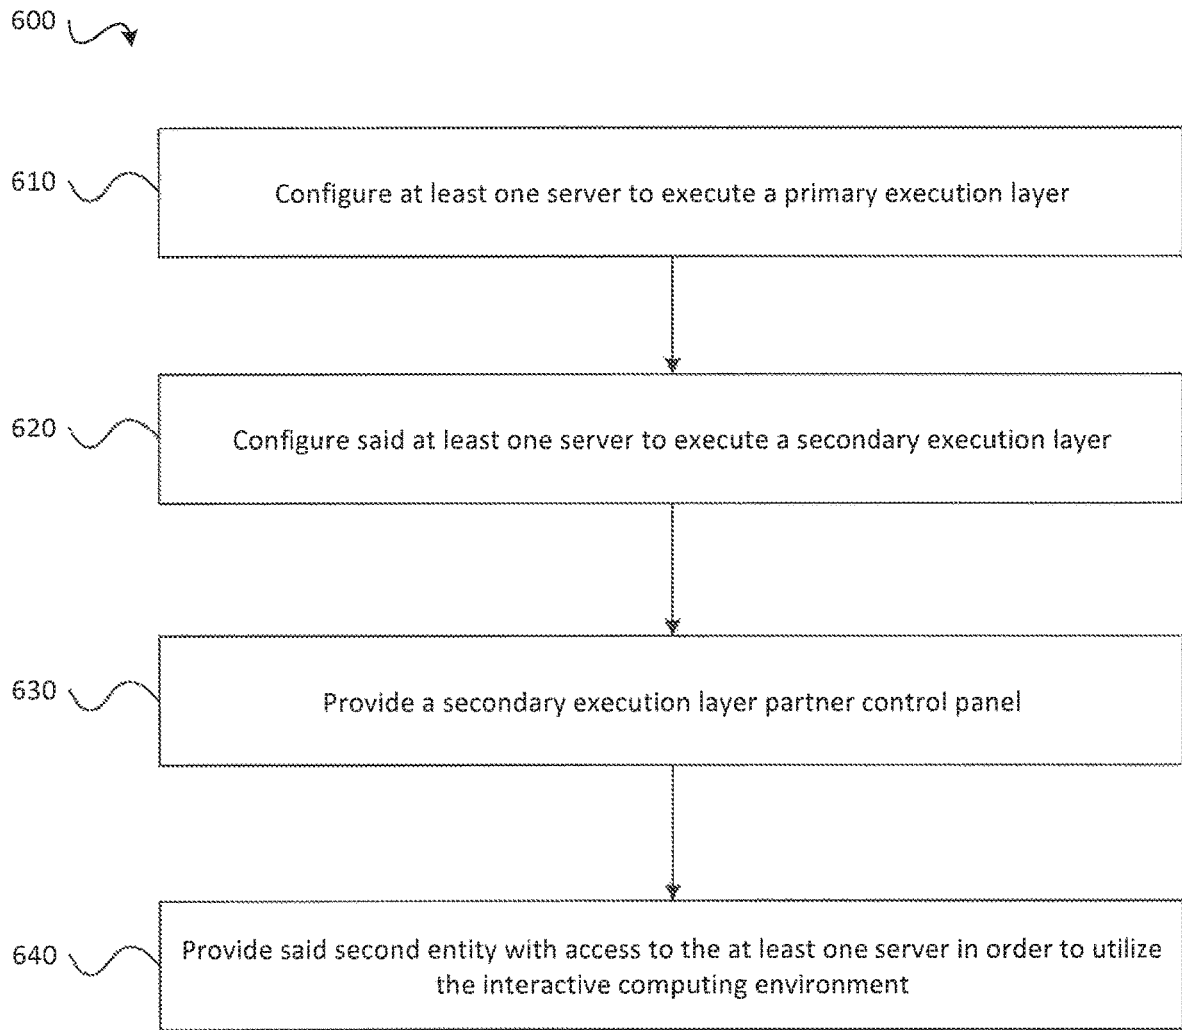 600
610
Configure at least one server to execute a primary execution layer
620
Configure said at least one server to execute a secondary execution layer
630
Provide a secondary execution layer partner control panel
640
Provide said second entity with access to the at least one server in order to utilize
the interactive computing environment